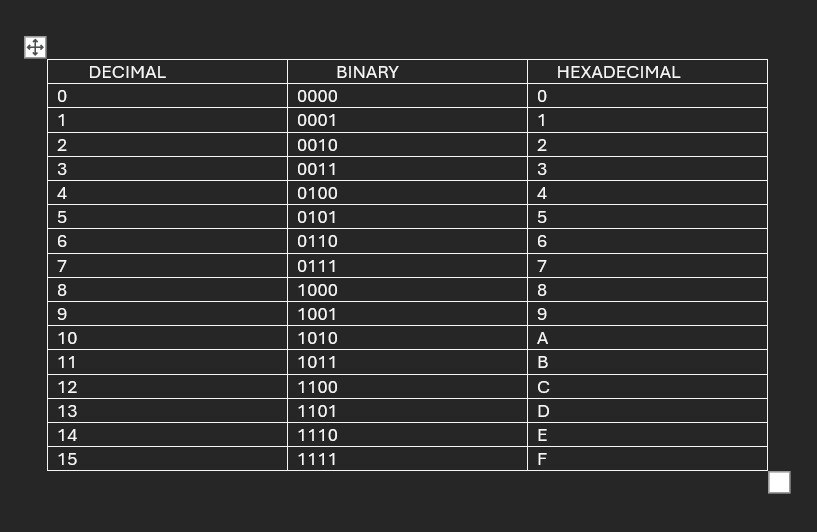 DECIMAL BINARY HEXADECIMAL
0 0000 0
1 0001 1
2 0010 2
3 0011 3
4 0100 4
5 0101 5
6 0110 6
7 0111 7
8 1000 8
9 1001 9
10 1010 A
11 1011 B
12 1100 C
13 1101 D
14 1110 E
15 1111 F